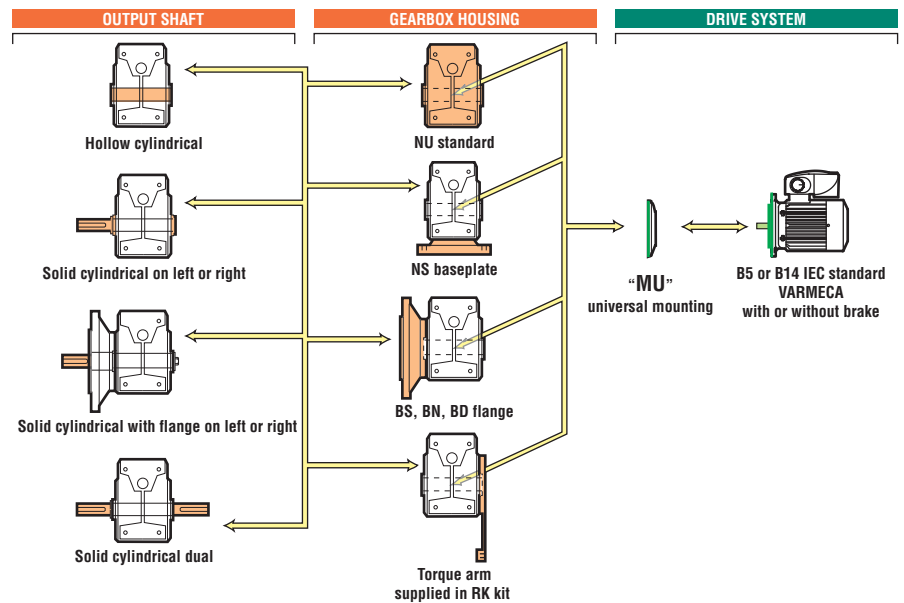 OUTPUT SHAFT
GEARBOX HOUSING
DRIVE SYSTEM
Hollow cylindrical
NU standard
Solid cylindrical on left or right
NS baseplate
“MU”
universal mounting
B5 or B14 IEC standard
VARMECA
with or without brake
Solid cylindrical with flange on left or right
BS, BN, BD flange
Solid cylindrical dual
Torque arm
supplied in RK kit